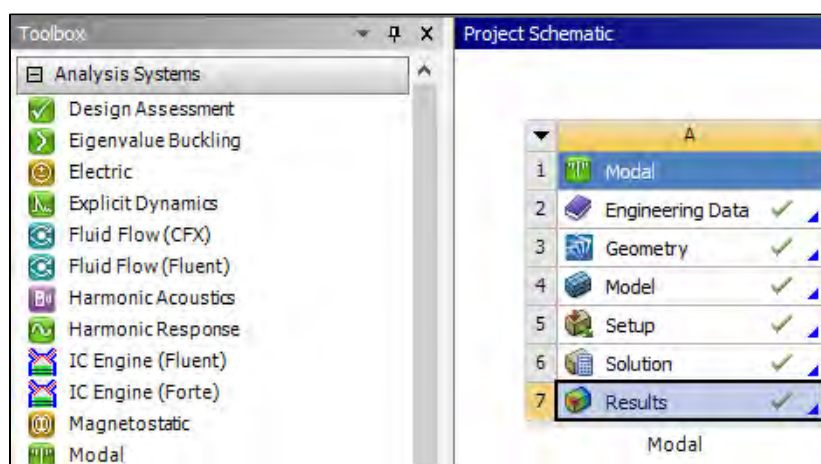 Toolbox
Project Schematic
Analysis Systems
Design Assessment
Eigenvalue Buckling
Electric
Explicit Dynamics
Fluid Flow (CFX)
Fluid Flow (Fluent)
Harmonic Acoustics
Harmonic Response
IC Engine (Fluent)
IC Engine (Forte)
Magnetostatic
Modal
A
1 Modal
2 Engineering Data
3 Geometry
4 Model
5 Setup
6 Solution
7 Results
Modal